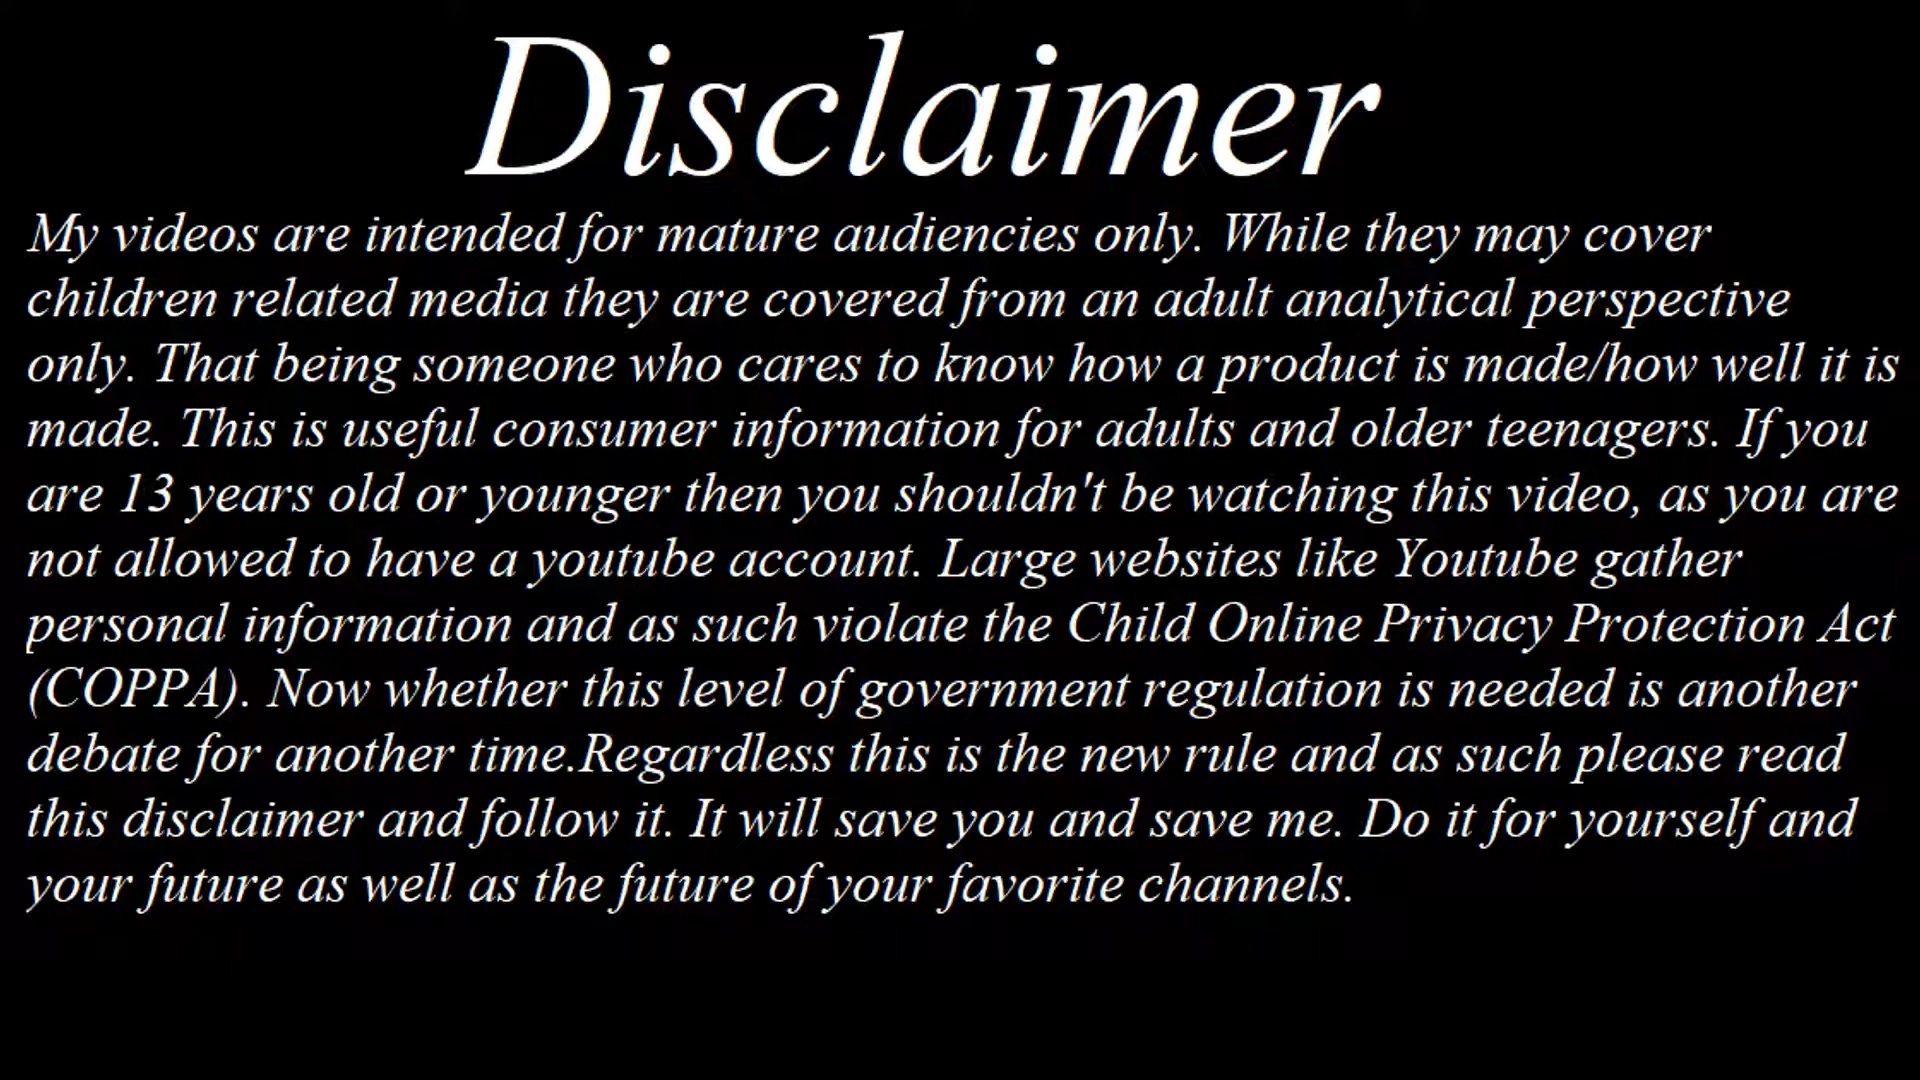 Disclaimer
My videos are intended for mature audiencies only. While they may cover
children related media they are covered from an adult analytical perspective
only. That being someone who cares to know how a product is made/how well it is
made. This is useful consumer information for adults and older teenagers. If you
are 13 years old or younger then you shouldn't be watching this video, as you are
not allowed to have a youtube account. Large websites like Youtube gather
personal information and as such violate the Child Online Privacy Protection Act
(COPPA). Now whether this level of government regulation is needed is another
debate for another time.Regardless this is the new rule and as such please read
this disclaimer and follow it. It will save you and save me. Do it for yourself and
your future as well as the future of your favorite channels.